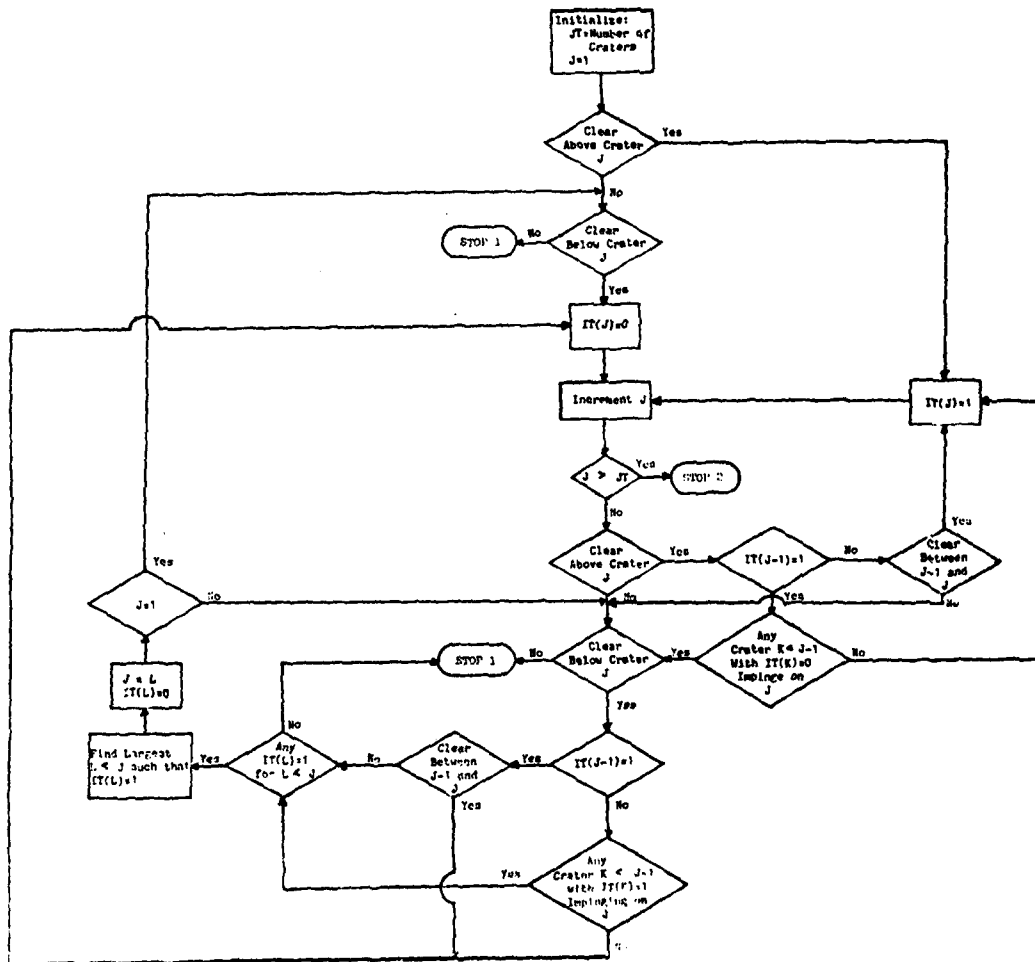 Initialize:
JT=Number of
Craters
J=1
Clear
Above Crater
J
Yes
No
Clear
Below Crater
J
No
STOP 1
Yes
IT(J)=0
Increment J
IT(J)=1
J > JT
Yes
STOP 2
No
Clear
Above Crater
J
Yes
IT(J-1)=1
No
Clear
Between
J-1 and
J
Yes
No
Yes
No
J=1
Yes
No
Clear
Below Crater
J
No
STOP 1
Yes
Any
Crater K< J-1
With IT(K)=0
Impinge on
J
Yes
No
J = L
IT(L)=0
Find Largest
L < J such that
IT(L)=1
Yes
Any
IT(L)=1
for L < J
No
No
Clear
Between
J-1 and
J
Yes
Yes
IT(J-1)=1
No
Any
Crater K < J-1
with IT(K)=1
Impinging on
J
Yes
No